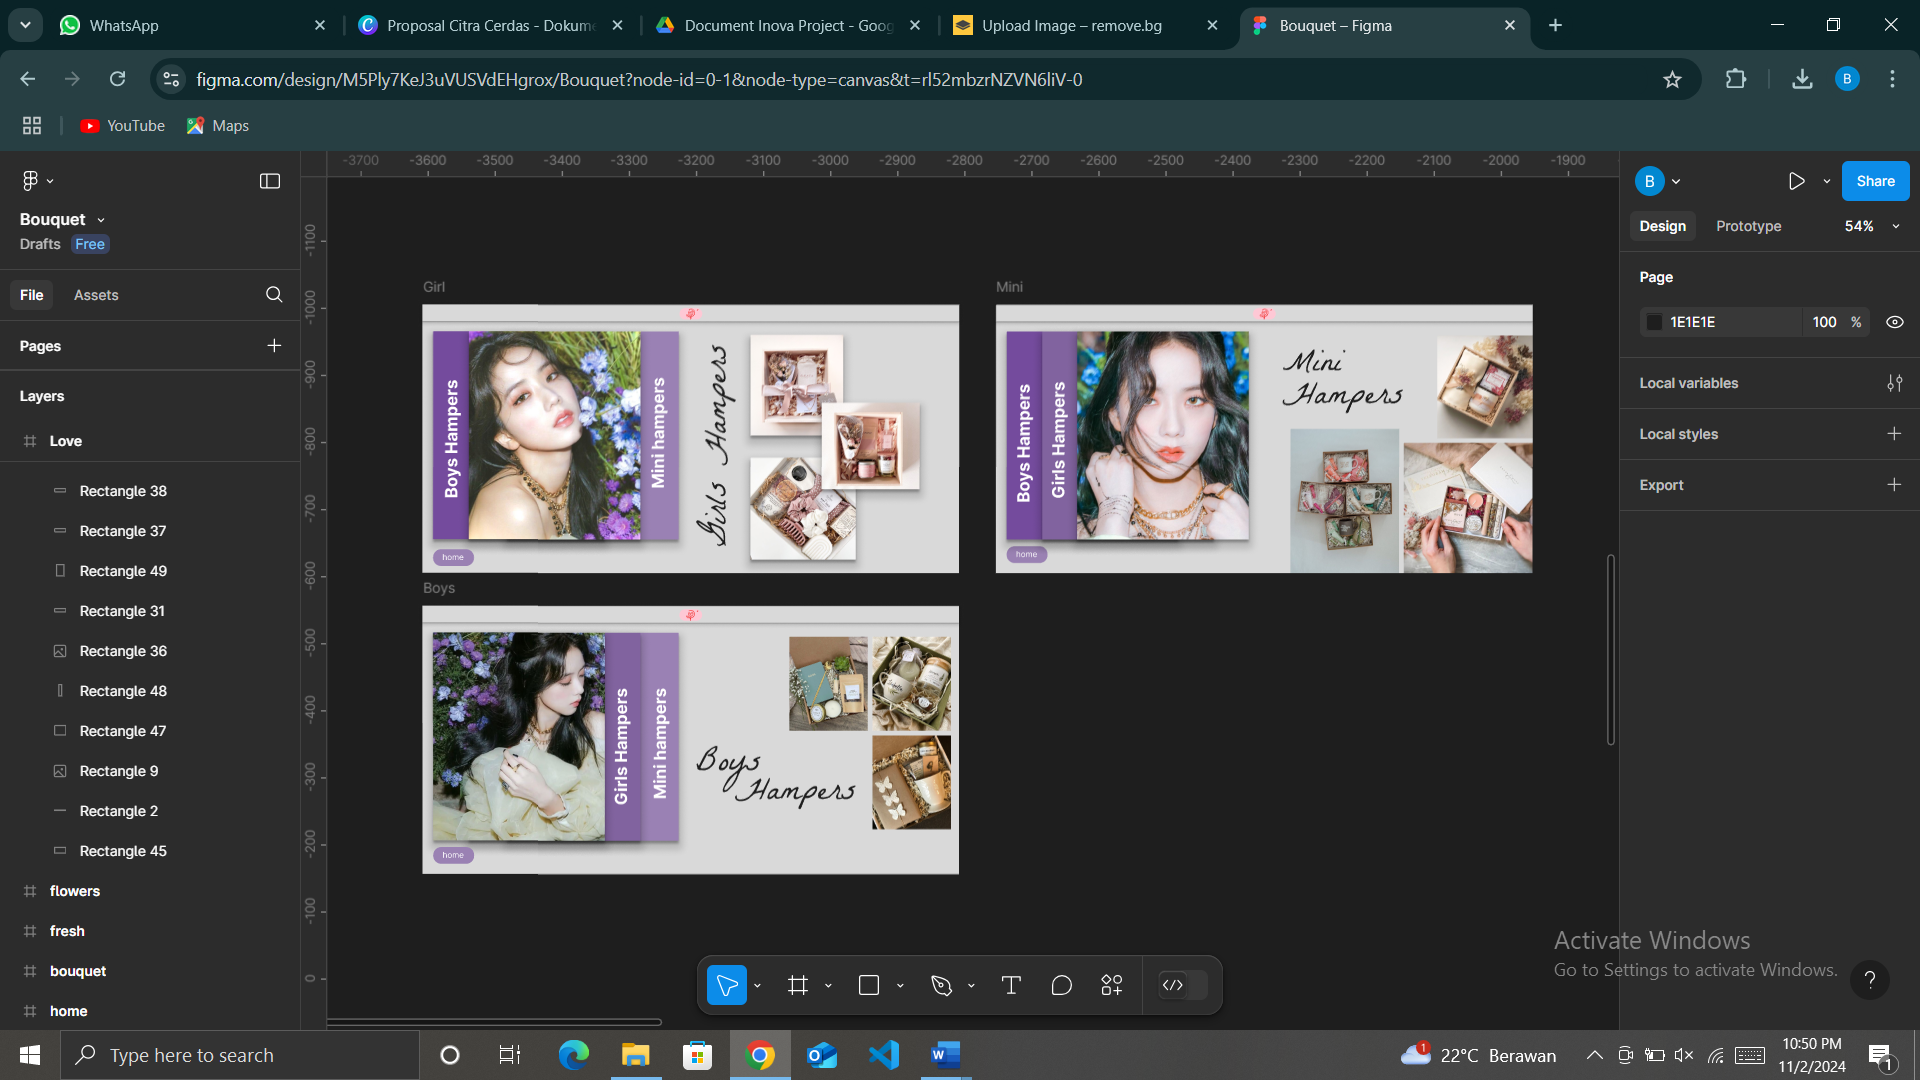 WhatsApp
Proposal Citra Cerdas - Dokume
Document Inova Project - Goog
Upload Image – remove.bg
Bouquet – Figma
figma.com/design/M5Ply7KeJ3uVUSVdEHgrox/Bouquet?node-id=0-1&node-type=canvas&t=rl52mbzrNZVN6liV-0
B
YouTube
Maps
-3700 -3600 -3500 -3400 -3300 -3200 -3100 -3000 -2900 -2800 -2700 -2600 -2500 -2400 -2300 -2200 -2100 -2000 -1900
-1100
-1000
-900
-800
-700
-600
-500
-400
-300
-200
-100
0
Bouquet
Drafts Free
File Assets
Pages
Layers
Love
Rectangle 38
Rectangle 37
Rectangle 49
Rectangle 31
Rectangle 36
Rectangle 48
Rectangle 47
Rectangle 9
Rectangle 2
Rectangle 45
flowers
fresh
bouquet
home
Girl
Boys Hampers
Mini hampers
Girls Hampers
home
Mini
Boys Hampers
Girls Hampers
Mini
Hampers
home
Boys
Girls Hampers
Mini hampers
Boys
Hampers
home
B
Share
Design Prototype 54%
Page
1E1E1E 100 %
Local variables
Local styles
Export
Activate Windows
Go to Settings to activate Windows.
?
Type here to search
1
22°C Berawan
10:50 PM
11/2/2024
1